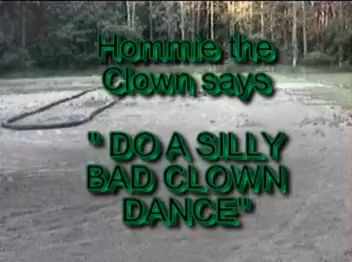 Hommie the
Clown says
" DO A SILLY
BAD CLOWN
DANCE"